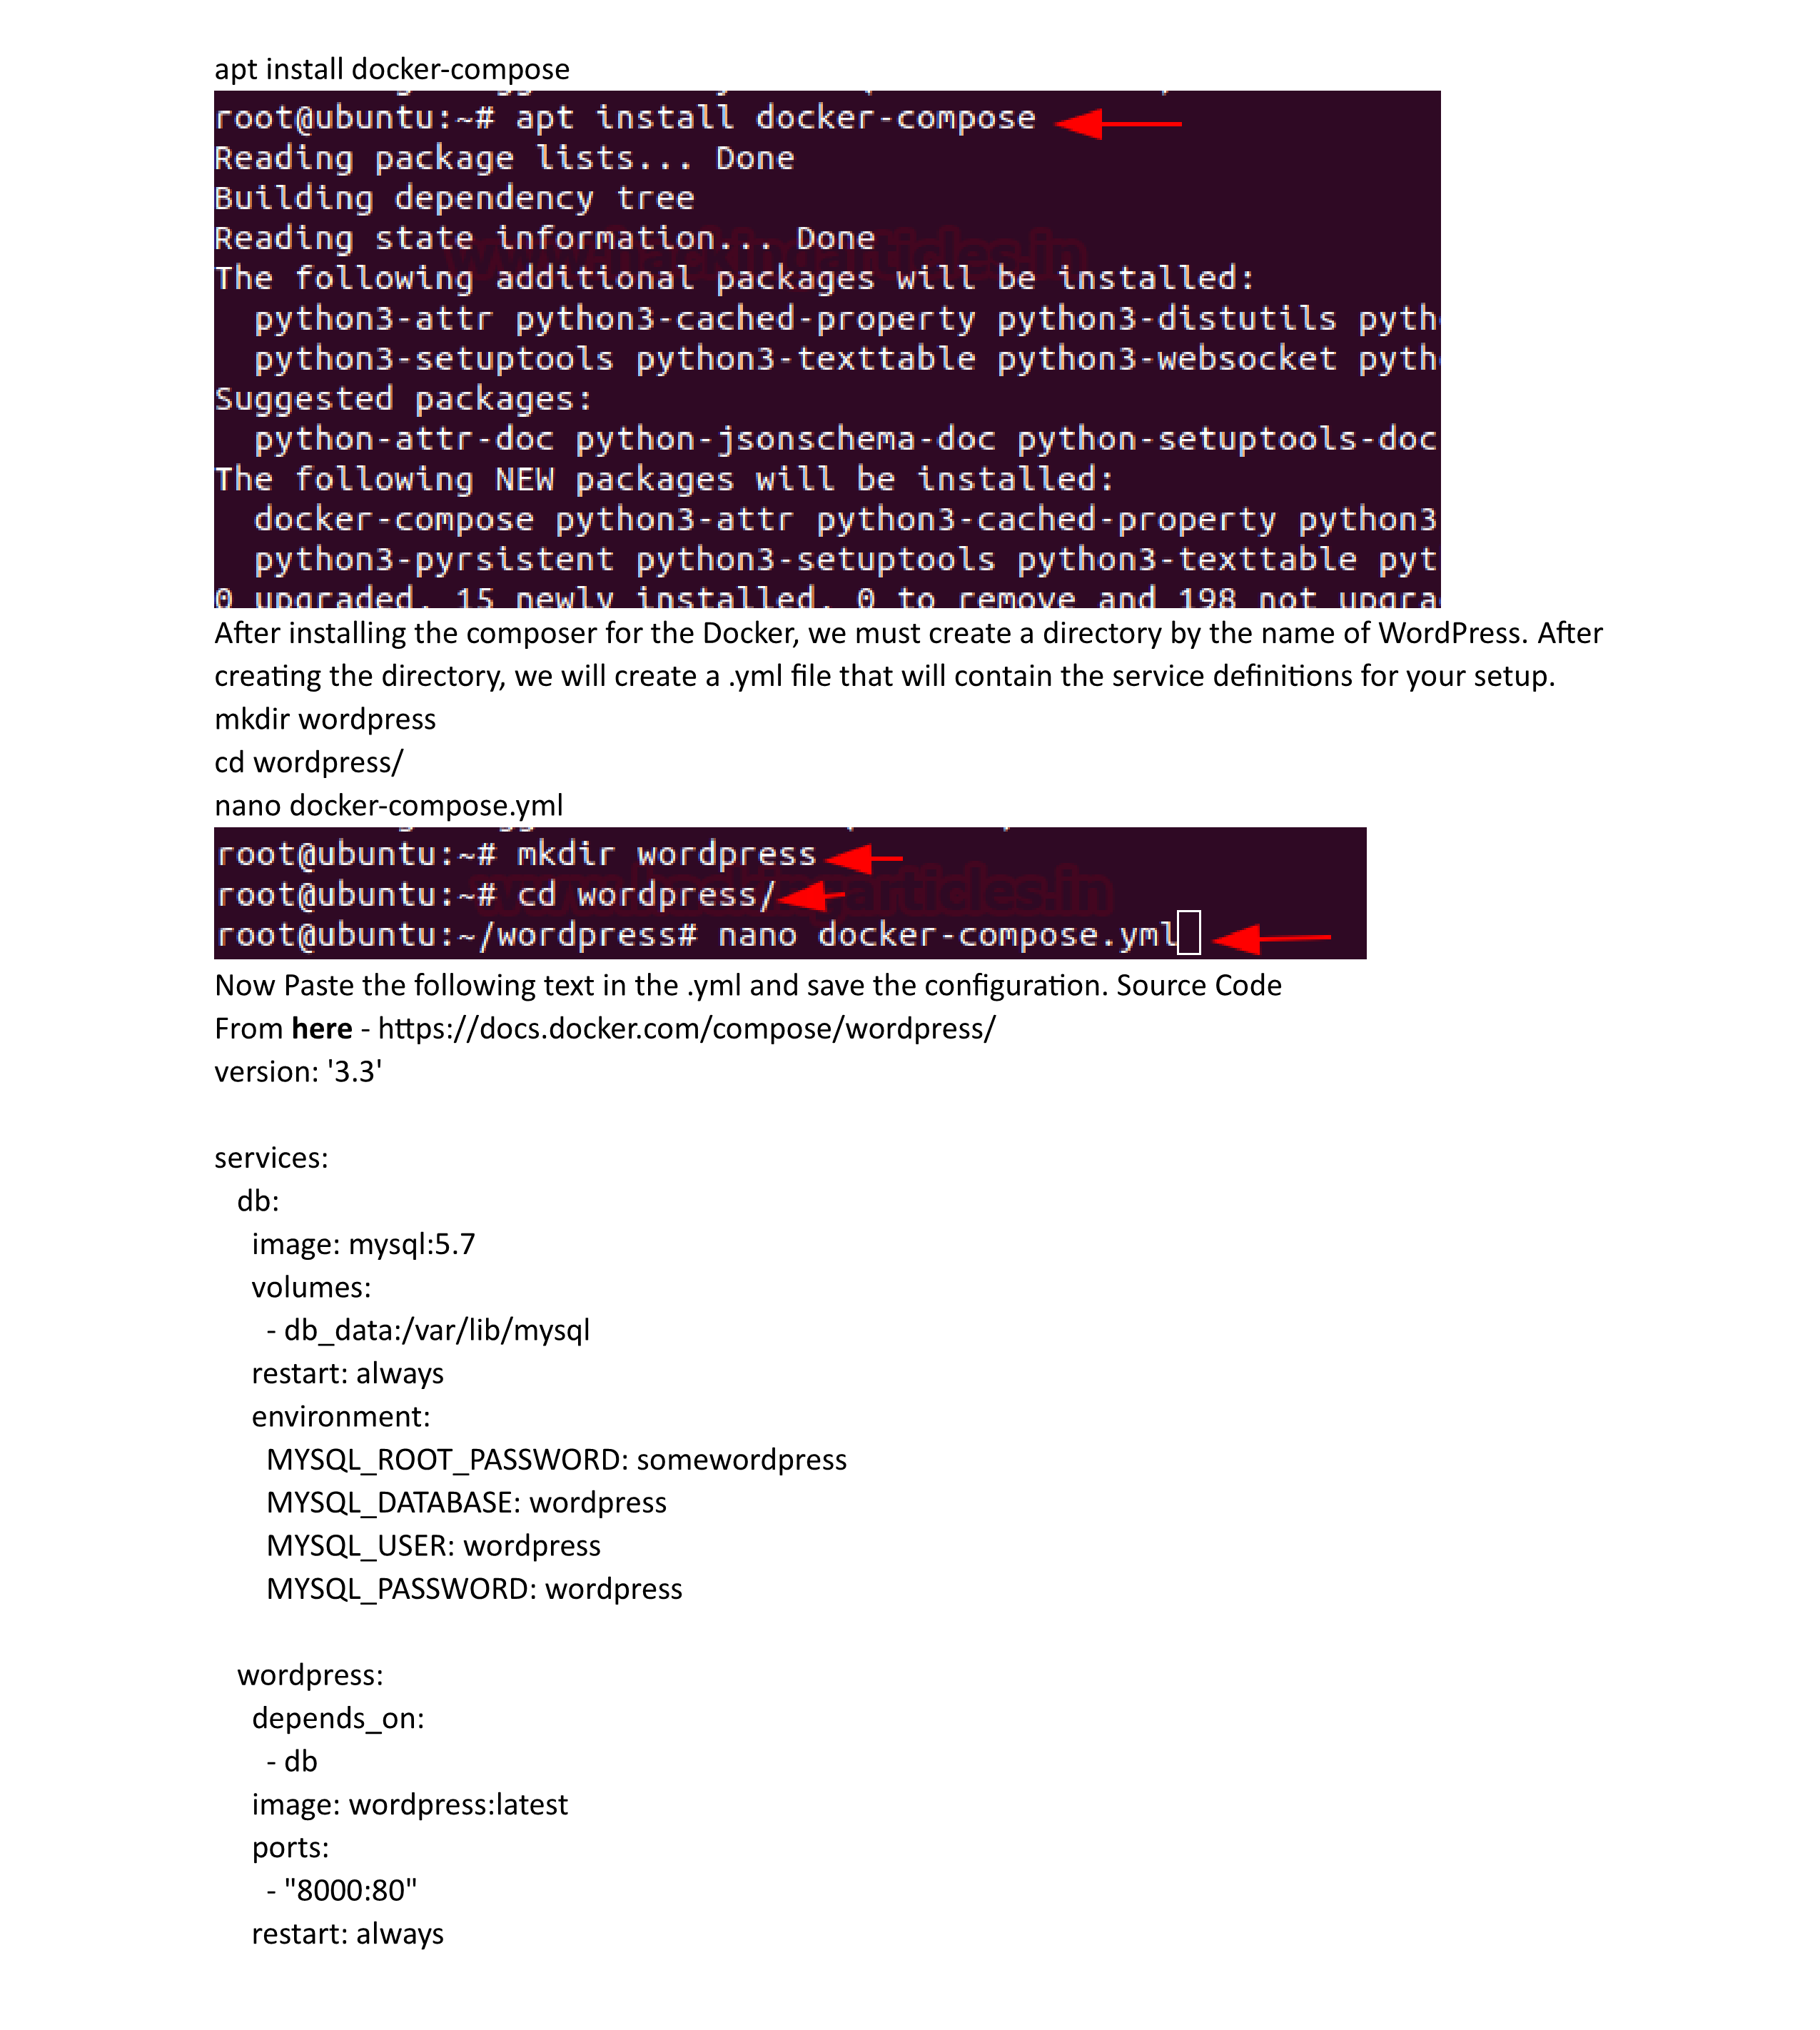 apt install docker-compose
root@ubuntu:~# apt install docker-compose
Reading package lists... Done
Building dependency tree
Reading state information... Done
www.hackingarticles.in
The following additional packages will be installed:
  python3-attr python3-cached-property python3-distutils pyth
  python3-setuptools python3-texttable python3-websocket pyth
Suggested packages:
  python-attr-doc python-jsonschema-doc python-setuptools-doc
The following NEW packages will be installed:
  docker-compose python3-attr python3-cached-property python3
  python3-pyrsistent python3-setuptools python3-texttable pyt
0 upgraded, 15 newly installed, 0 to remove and 198 not upgra
After installing the composer for the Docker, we must create a directory by the name of WordPress. After
creating the directory, we will create a .yml file that will contain the service definitions for your setup.
mkdir wordpress
cd wordpress/
nano docker-compose.yml
root@ubuntu:~# mkdir wordpress
root@ubuntu:~# cd wordpress/
www.hackingarticles.in
root@ubuntu:~/wordpress# nano docker-compose.yml
Now Paste the following text in the .yml and save the configuration. Source Code
From here - https://docs.docker.com/compose/wordpress/
version: '3.3'
services:
  db:
    image: mysql:5.7
    volumes:
      - db_data:/var/lib/mysql
    restart: always
    environment:
      MYSQL_ROOT_PASSWORD: somewordpress
      MYSQL_DATABASE: wordpress
      MYSQL_USER: wordpress
      MYSQL_PASSWORD: wordpress
  wordpress:
    depends_on:
      - db
    image: wordpress:latest
    ports:
      - "8000:80"
    restart: always